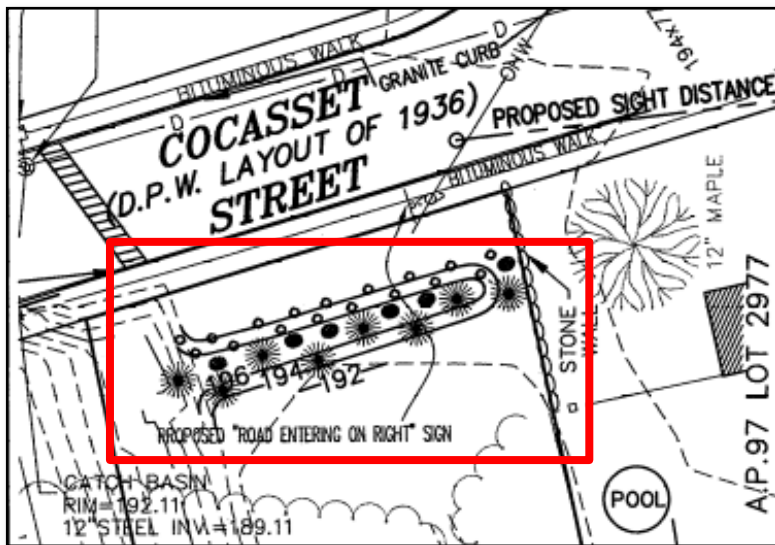 BITUMINOUS WALK
D
D
D
GRANITE CURB
COCASSET
(D.P.W. LAYOUT OF 1936)
STREET
PROPOSED SIGHT DISTANCE
BITUMINOUS WALK
194x7
12" MAPLE
STONE
WALL
196 194 192
PROPOSED "ROAD ENTERING ON RIGHT" SIGN
CATCH BASIN
RIM=192.11
12"STEEL INV.=189.11
POOL
A.P.97 LOT 2977